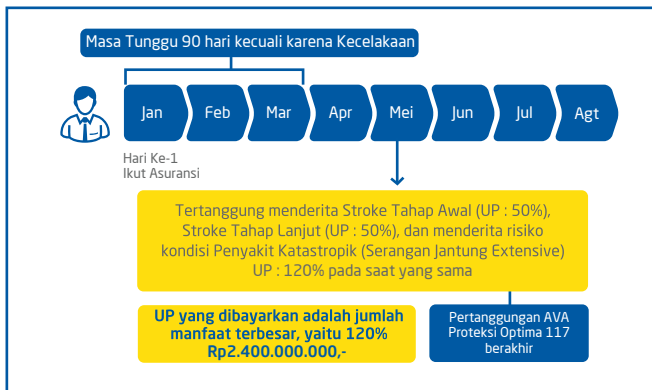 Masa Tunggu 90 hari kecuali karena Kecelakaan
Jan Feb Mar Apr Mei Jun Jul Agt
Hari Ke-1
Ikut Asuransi
Tertanggung menderita Stroke Tahap Awal (UP : 50%),
Stroke Tahap Lanjut (UP : 50%), dan menderita risiko
kondisi Penyakit Katastropik (Serangan Jantung Extensive)
UP : 120% pada saat yang sama
UP yang dibayarkan adalah jumlah
manfaat terbesar, yaitu 120%
Rp2.400.000.000,-
Pertanggungan AVA
Proteksi Optima 117
berakhir